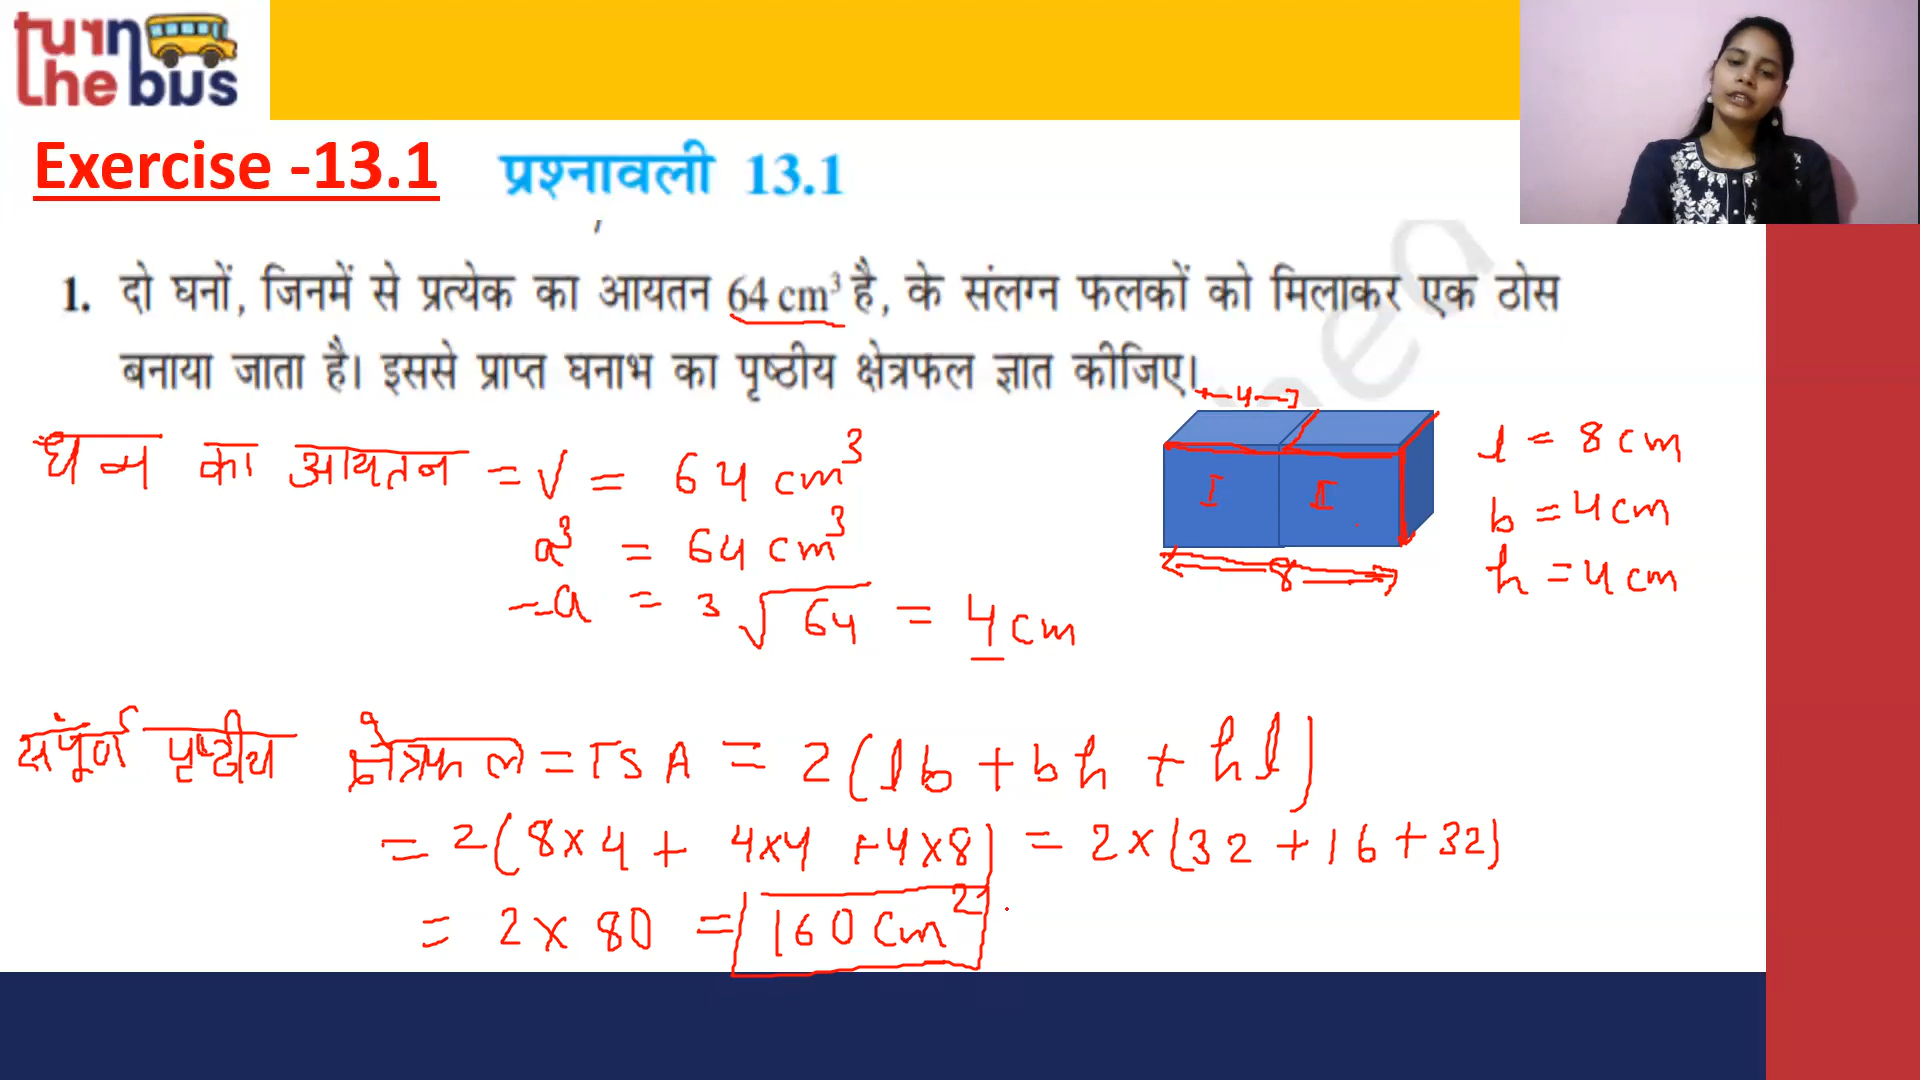 turn
the bus
Exercise -13.1 प्रश्नावली 13.1
1. दो घनों, जिनमें से प्रत्येक का आयतन 64 cm³ है, के संलग्न फलकों को मिलाकर एक ठोस
बनाया जाता है। इससे प्राप्त घनाभ का पृष्ठीय क्षेत्रफल ज्ञात कीजिए।
घन का आयतन = V = 64 cm³
a³ = 64 cm³
a = ³√64 = 4 cm
4
I II
8
l = 8 cm
b = 4 cm
h = 4 cm
संपूर्ण पृष्ठीय क्षेत्रफल = TSA = 2(lb + bh + hl)
= 2(8×4 + 4×4 +4×8) = 2×(32 + 16 + 32)
= 2 × 80 = 160 cm²